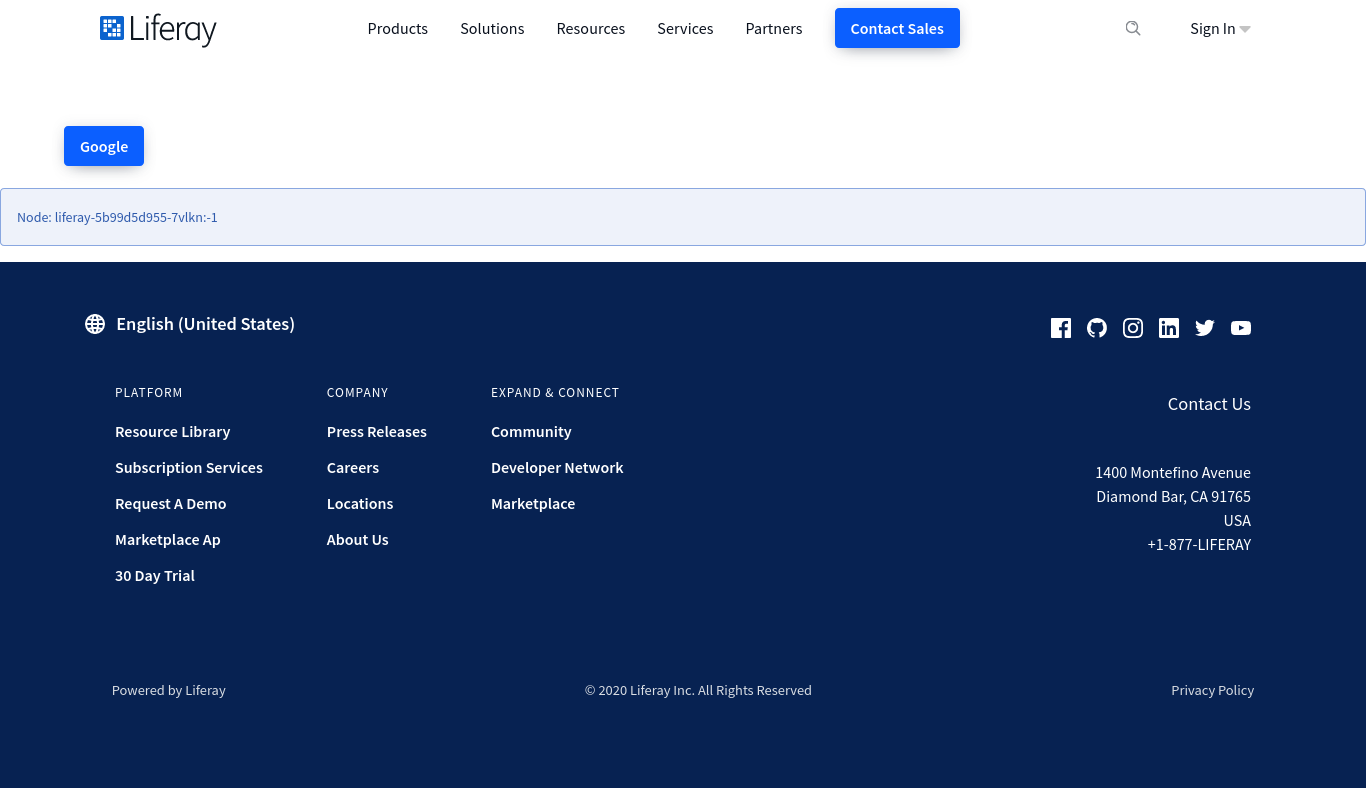 Liferay
Products Solutions Resources Services Partners Contact Sales Sign In
Google
Node: liferay-5b99d5d955-7vlkn:-1
English (United States)
PLATFORM
Resource Library
Subscription Services
Request A Demo
Marketplace Ap
30 Day Trial
COMPANY
Press Releases
Careers
Locations
About Us
EXPAND & CONNECT
Community
Developer Network
Marketplace
Contact Us
1400 Montefino Avenue
Diamond Bar, CA 91765
USA
+1-877-LIFERAY
Powered by Liferay
© 2020 Liferay Inc. All Rights Reserved
Privacy Policy